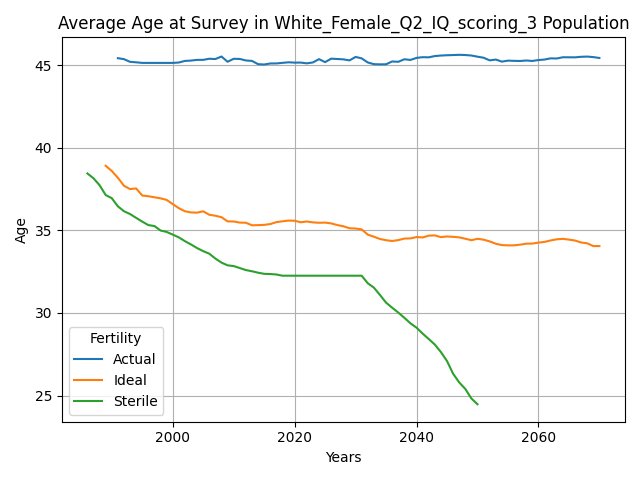 Average Age at Survey in White_Female_Q2_IQ_scoring_3 Population
Age
45
40
35
30
25
Fertility
Actual
Ideal
Sterile
2000 2020 2040 2060
Years